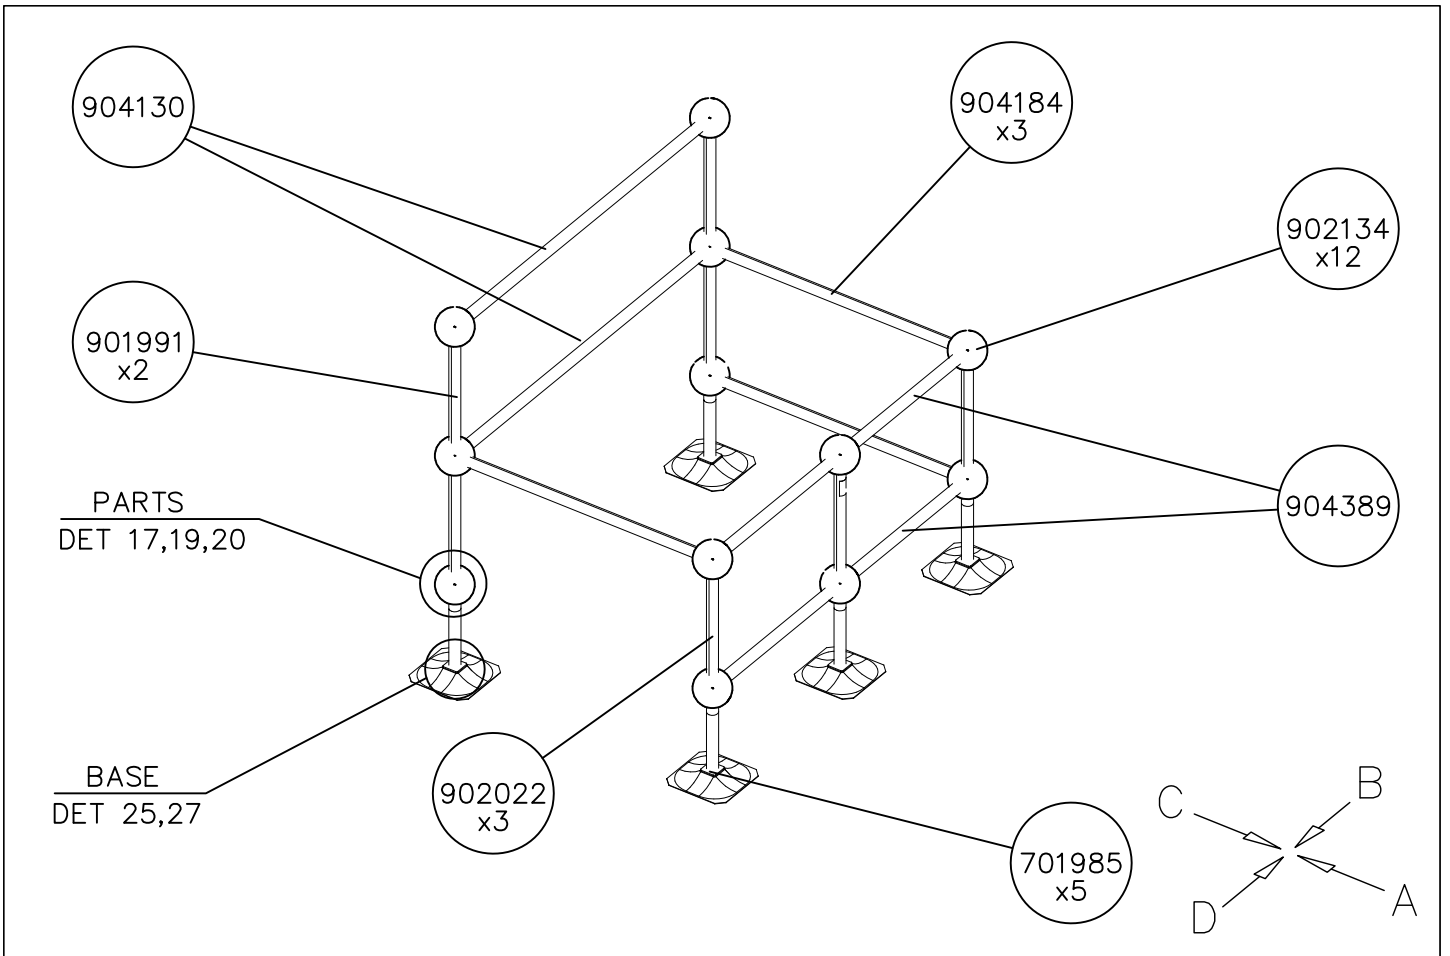 904130
904184
x3
902134
x12
901991
x2
904389
PARTS
DET 17,19,20
BASE
DET 25,27
902022
x3
701985
x5
C
B
D
A